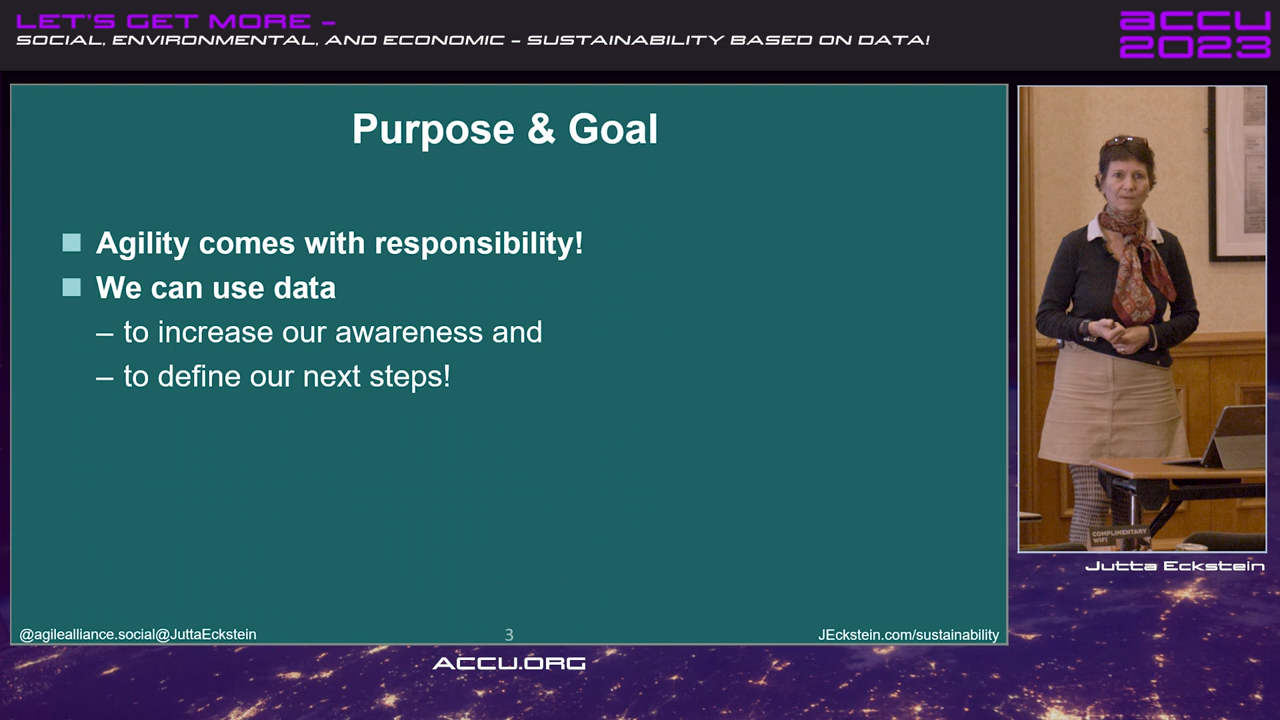 LET'S GET MORE –
SOCIAL, ENVIRONMENTAL, AND ECONOMIC – SUSTAINABILITY BASED ON DATA!
accu
2023
Purpose & Goal
Agility comes with responsibility!
We can use data
– to increase our awareness and
– to define our next steps!
@agilealliance.social@JuttaEckstein
3
JEckstein.com/sustainability
COMPLIMENTARY
WIFI
Jutta Eckstein
ACCU.ORG